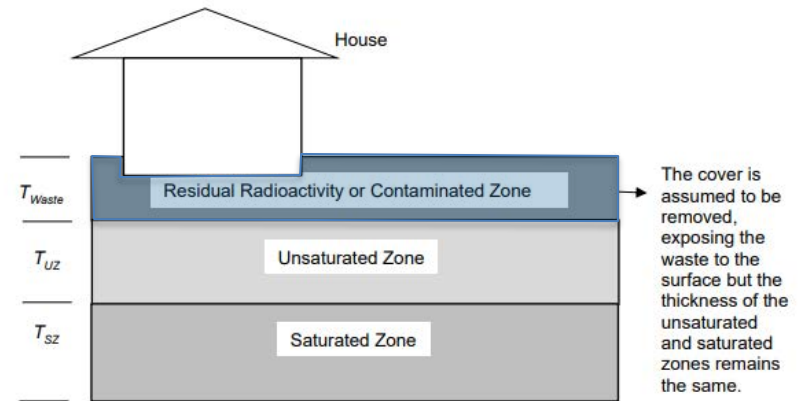 House
T_Waste
Residual Radioactivity or Contaminated Zone
T_UZ
Unsaturated Zone
T_SZ
Saturated Zone
The cover is
assumed to be
removed,
exposing the
waste to the
surface but the
thickness of the
unsaturated
and saturated
zones remains
the same.